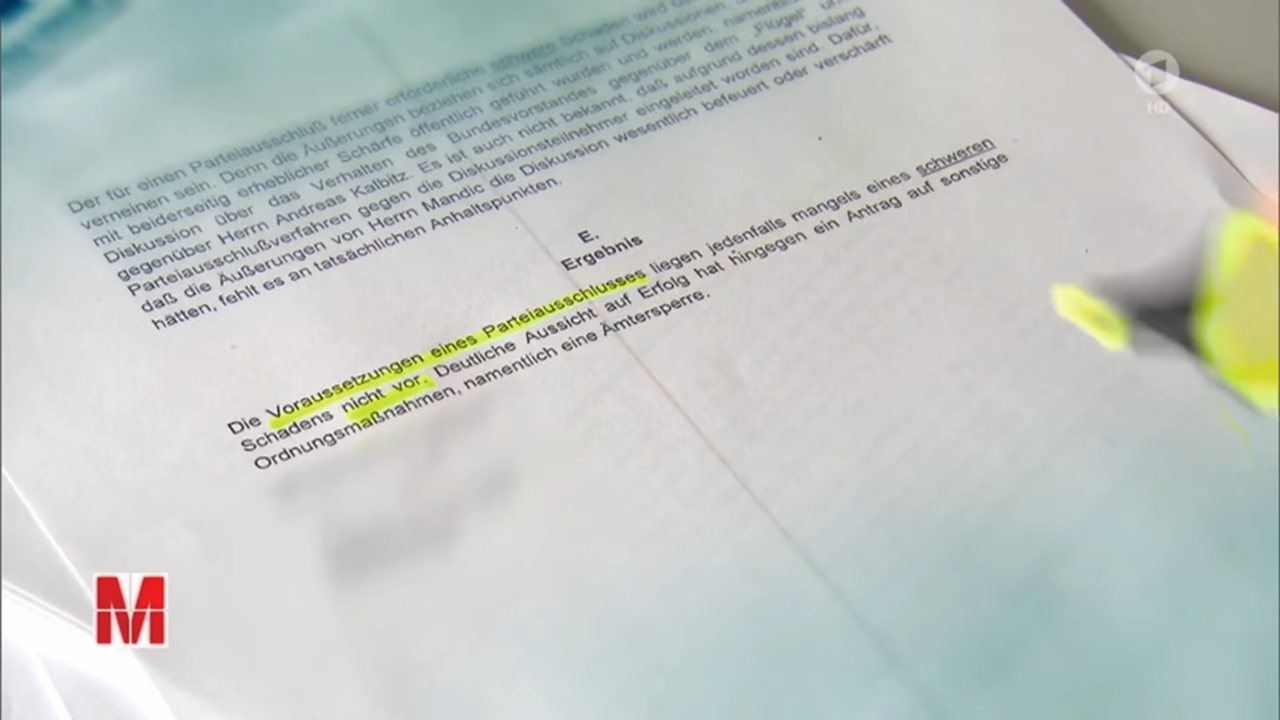 Der für einen Parteiausschluß ferner erforderliche schwere Schaden wird
verneinen sein. Denn die Äußerungen beziehen sich sämtlich auf Diskussionen,
mit beiderseitig erheblicher Schärfe öffentlich geführt wurden und werden, namentlich
Diskussion über das Verhalten des Bundesvorstandes gegenüber dem „Flügel"
gegenüber Herrn Andreas Kalbitz. Es ist auch nicht bekannt, daß aufgrund dessen bislang
Parteiausschlußverfahren gegen die Diskussionsteilnehmer eingeleitet worden sind. Dafür,
daß die Äußerungen von Herrn Mandic die Diskussion wesentlich befeuert oder verschärft
hätten, fehlt es an tatsächlichen Anhaltspunkten.
E.
Ergebnis
Die Voraussetzungen eines Parteiausschlusses liegen jedenfalls mangels eines schweren
Schadens nicht vor. Deutliche Aussicht auf Erfolg hat hingegen ein Antrag auf sonstige
Ordnungsmaßnahmen, namentlich eine Ämtersperre.
1
HD
M